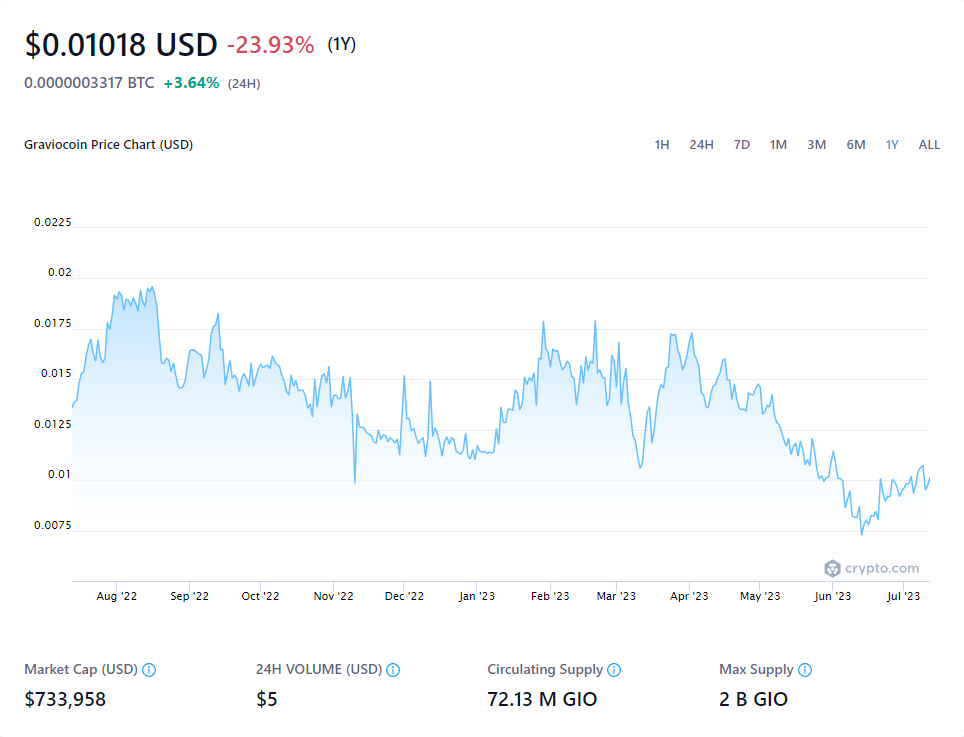 $0.01018 USD -23.93% (1Y)
0.0000003317 BTC +3.64% (24H)
Graviocoin Price Chart (USD) 1H 24H 7D 1M 3M 6M 1Y ALL
0.0225
0.02
0.0175
0.015
0.0125
0.01
0.0075
crypto.com
Aug '22 Sep '22 Oct '22 Nov '22 Dec '22 Jan '23 Feb '23 Mar '23 Apr '23 May '23 Jun '23 Jul '23
Market Cap (USD) 24H VOLUME (USD) Circulating Supply Max Supply
$733,958 $5 72.13 M GIO 2 B GIO